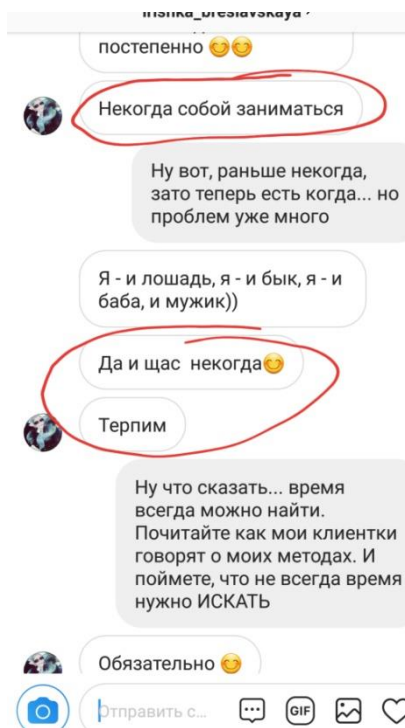 постепенно
Некогда собой заниматься
Ну вот, раньше некогда,
зато теперь есть когда... но
проблем уже много
Я - и лошадь, я - и бык, я - и
баба, и мужик))
Да и щас некогда
Терпим
Ну что сказать... время
всегда можно найти.
Почитайте как мои клиентки
говорят о моих методах. И
поймете, что не всегда время
нужно ИСКАТЬ
Обязательно
Отправить с...
GIF